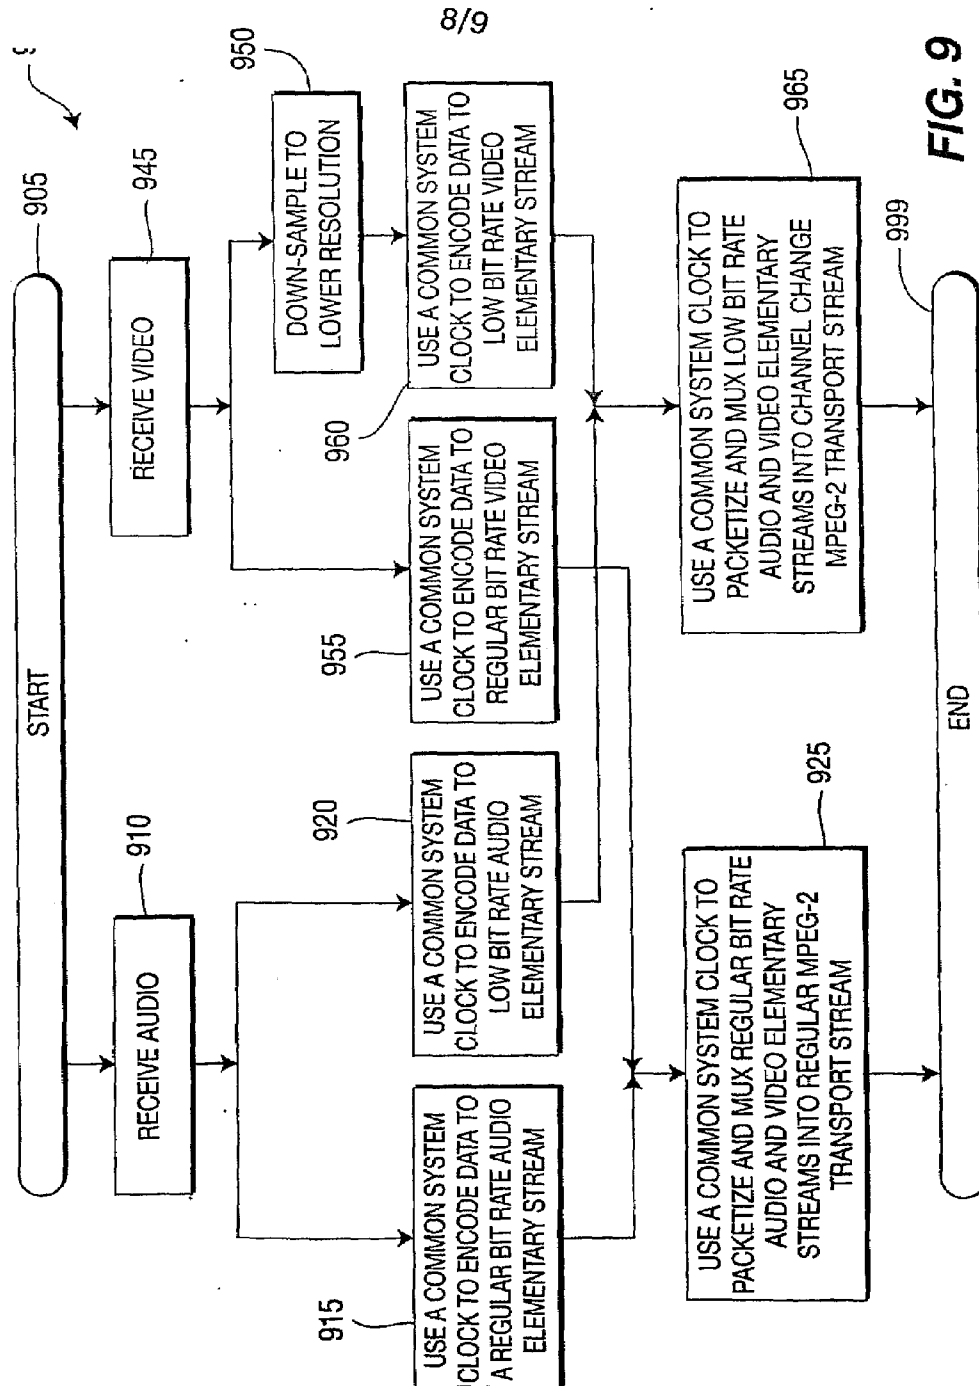 6/8
9
START
905
RECEIVE AUDIO
910
RECEIVE VIDEO
945
DOWN-SAMPLE TO
LOWER RESOLUTION
950
USE A COMMON SYSTEM
CLOCK TO ENCODE DATA TO
A REGULAR BIT RATE AUDIO
ELEMENTARY STREAM
915
USE A COMMON SYSTEM
CLOCK TO ENCODE DATA TO
LOW BIT RATE AUDIO
ELEMENTARY STREAM
920
USE A COMMON SYSTEM
CLOCK TO ENCODE DATA TO
REGULAR BIT RATE VIDEO
ELEMENTARY STREAM
955
USE A COMMON SYSTEM
CLOCK TO ENCODE DATA TO
LOW BIT RATE VIDEO
ELEMENTARY STREAM
960
USE A COMMON SYSTEM CLOCK TO
PACKETIZE AND MUX REGULAR BIT RATE
AUDIO AND VIDEO ELEMENTARY
STREAMS INTO REGULAR MPEG-2
TRANSPORT STREAM
925
USE A COMMON SYSTEM CLOCK TO
PACKETIZE AND MUX LOW BIT RATE
AUDIO AND VIDEO ELEMENTARY
STREAMS INTO CHANNEL CHANGE
MPEG-2 TRANSPORT STREAM
965
END
999
FIG. 9